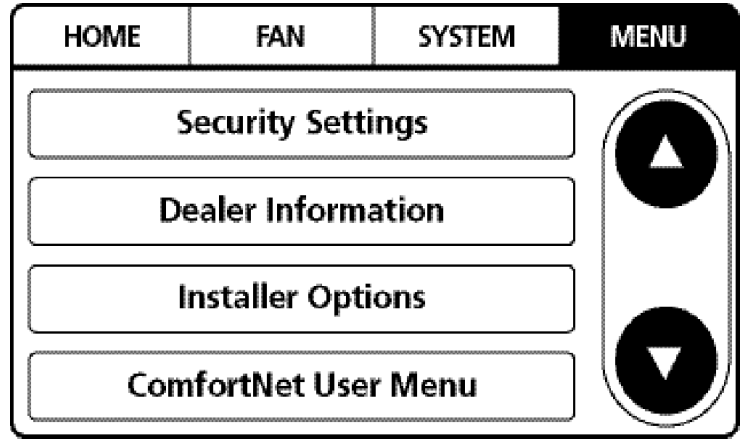 HOME FAN SYSTEM MENU
Security Settings
Dealer Information
Installer Options
ComfortNet User Menu